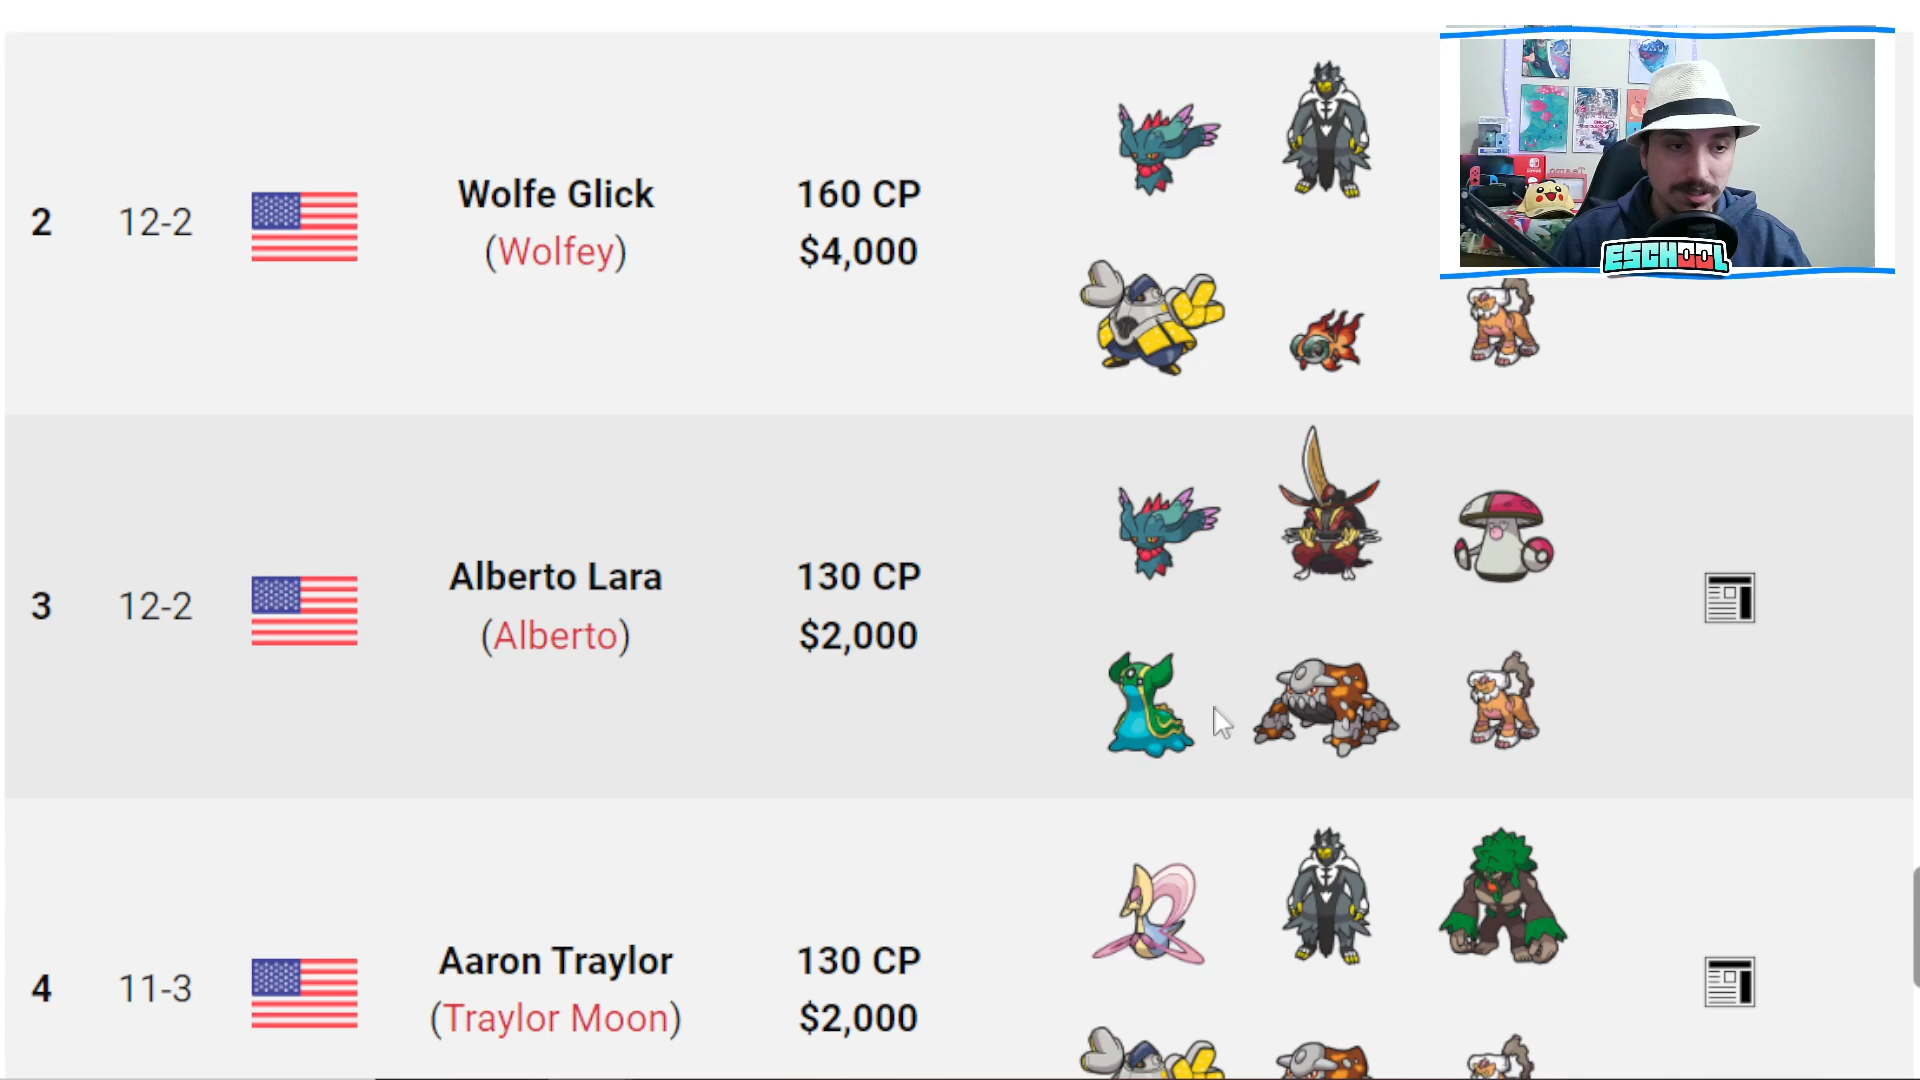 2
12-2
Wolfe Glick
(Wolfey)
160 CP
$4,000
ESCHOOL
3
12-2
Alberto Lara
(Alberto)
130 CP
$2,000
4
11-3
Aaron Traylor
(Traylor Moon)
130 CP
$2,000